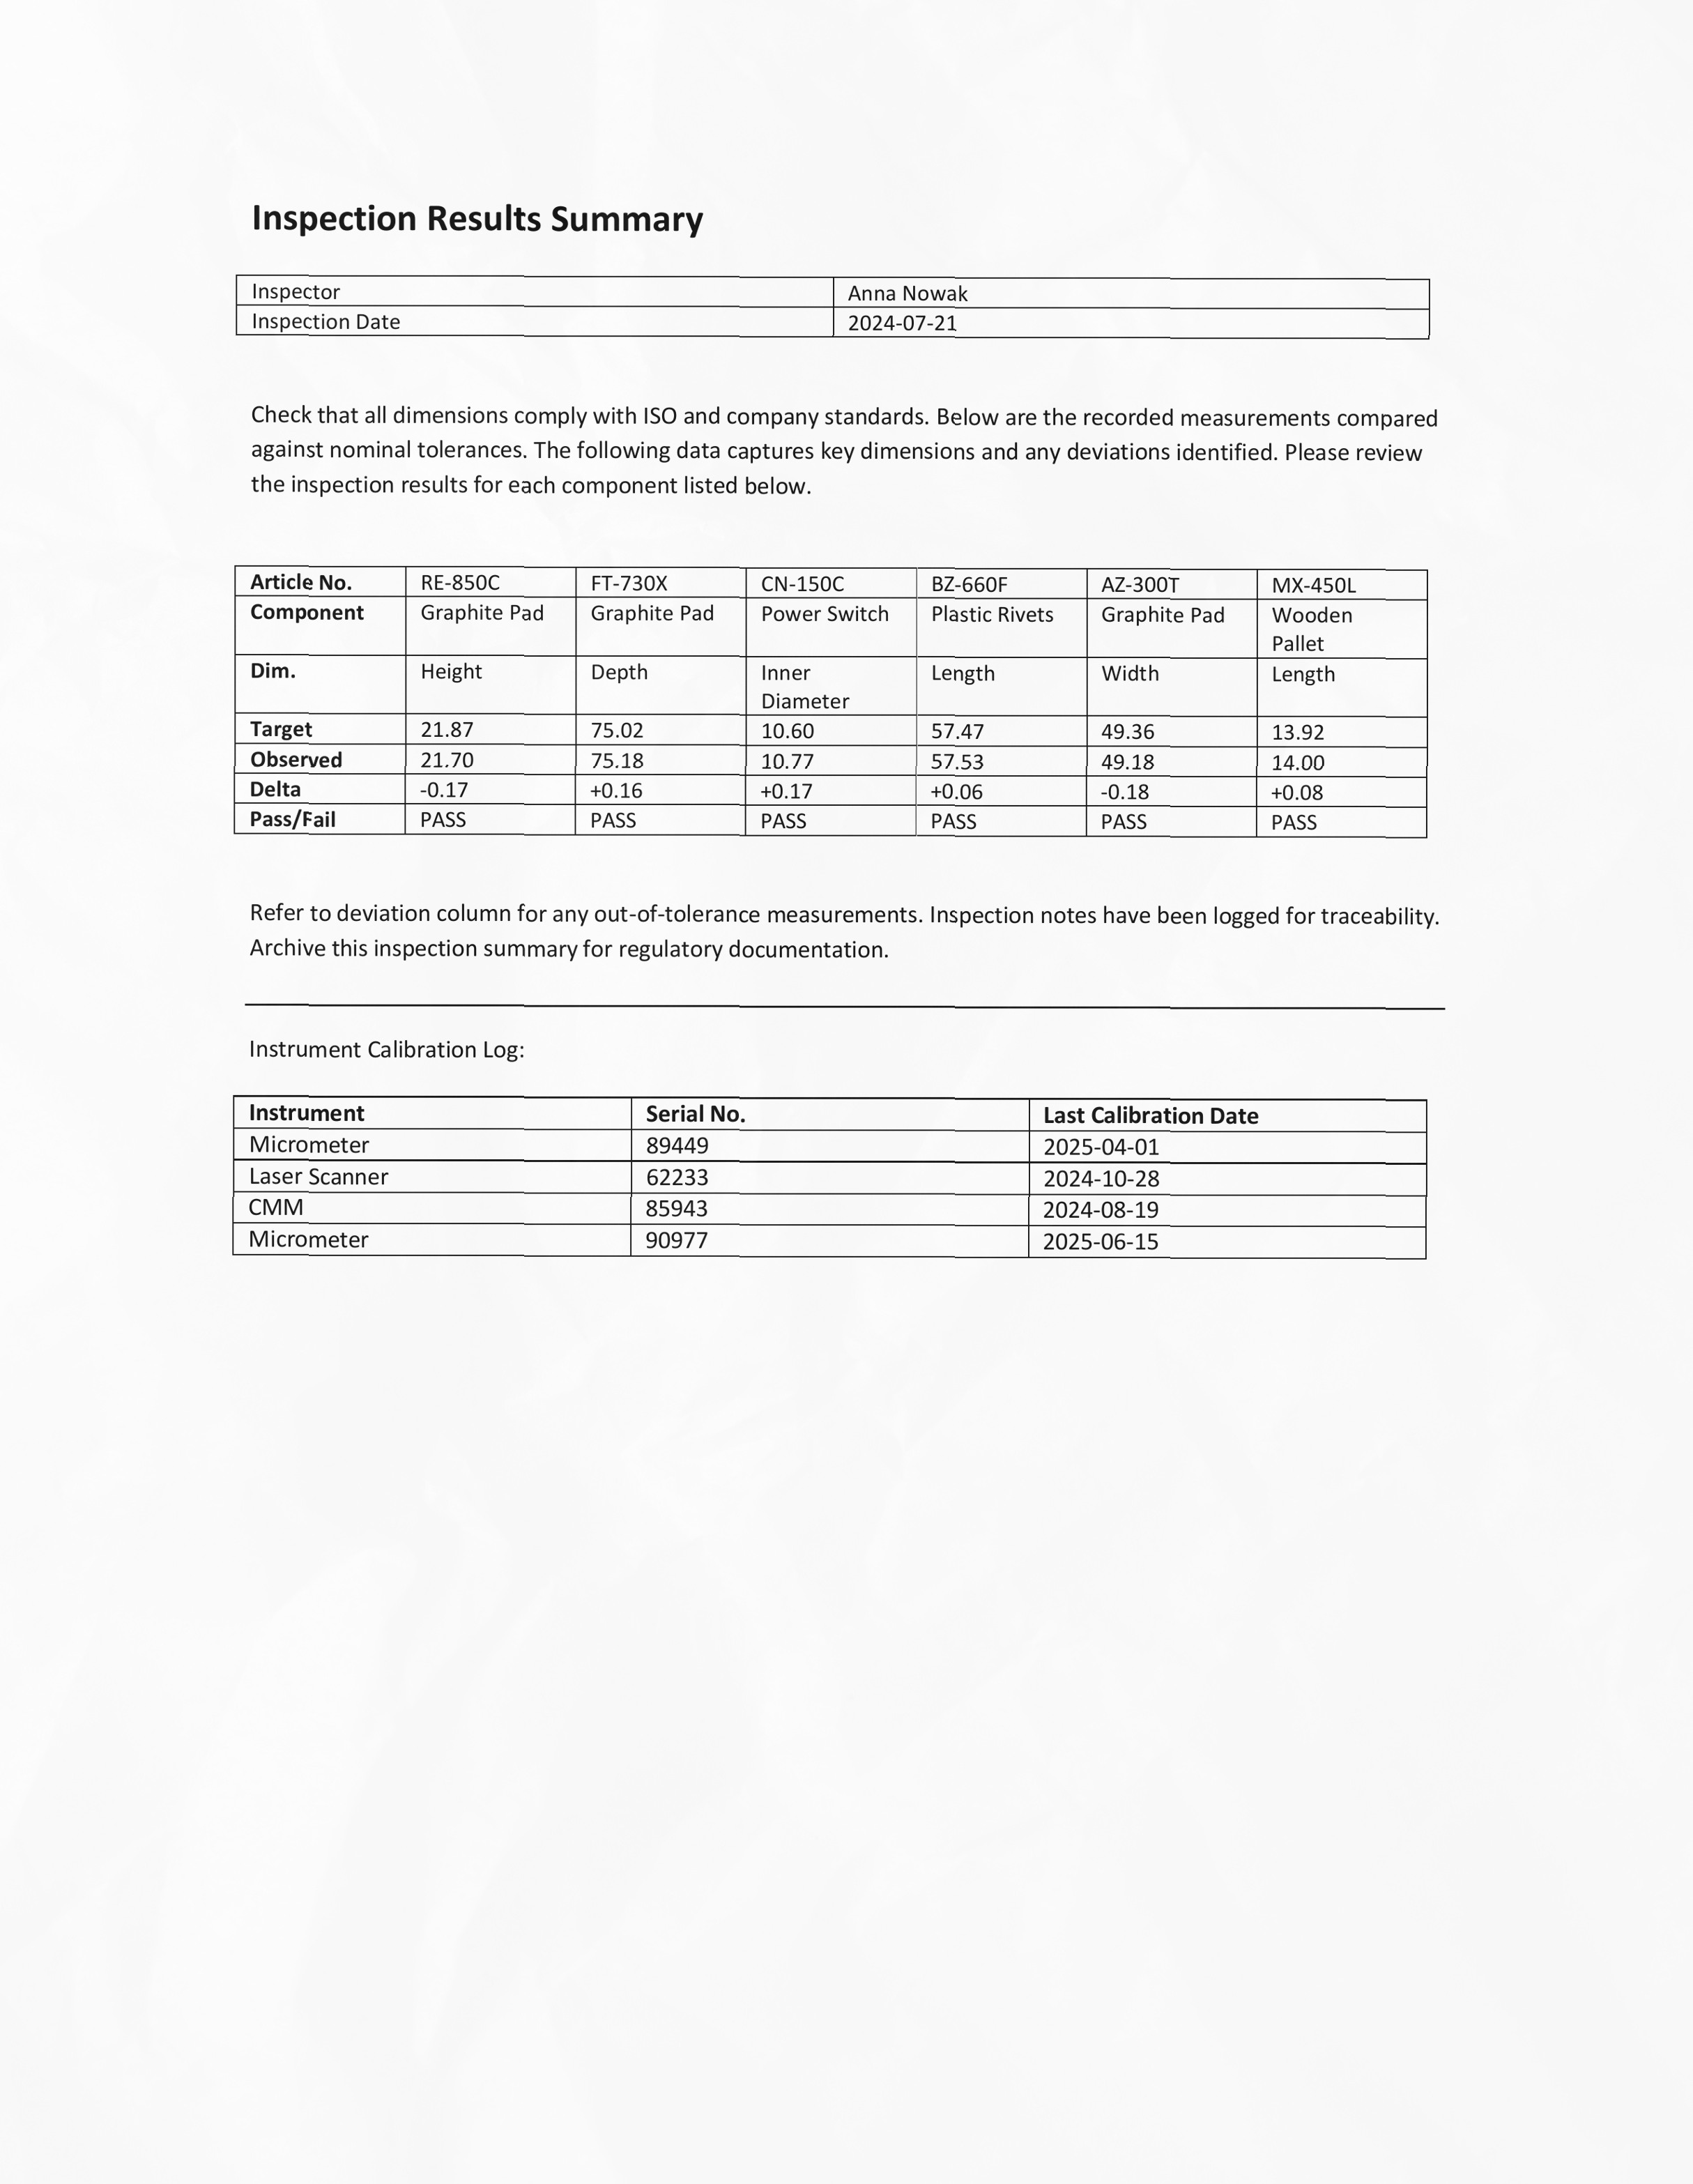 Inspection Results Summary
Inspector Anna Nowak
Inspection Date 2024-07-21
Check that all dimensions comply with ISO and company standards. Below are the recorded measurements compared
against nominal tolerances. The following data captures key dimensions and any deviations identified. Please review
the inspection results for each component listed below.
Article No. RE-850C FT-730X CN-150C BZ-660F AZ-300T MX-450L
Component Graphite Pad Graphite Pad Power Switch Plastic Rivets Graphite Pad Wooden
Pallet
Dim. Height Depth Inner Length Width Length
Diameter
Target 21.87 75.02 10.60 57.47 49.36 13.92
Observed 21.70 75.18 10.77 57.53 49.18 14.00
Delta -0.17 +0.16 +0.17 +0.06 -0.18 +0.08
Pass/Fail PASS PASS PASS PASS PASS PASS
Refer to deviation column for any out-of-tolerance measurements. Inspection notes have been logged for traceability.
Archive this inspection summary for regulatory documentation.
Instrument Calibration Log:
Instrument Serial No. Last Calibration Date
Micrometer 89449 2025-04-01
Laser Scanner 62233 2024-10-28
CMM 85943 2024-08-19
Micrometer 90977 2025-06-15